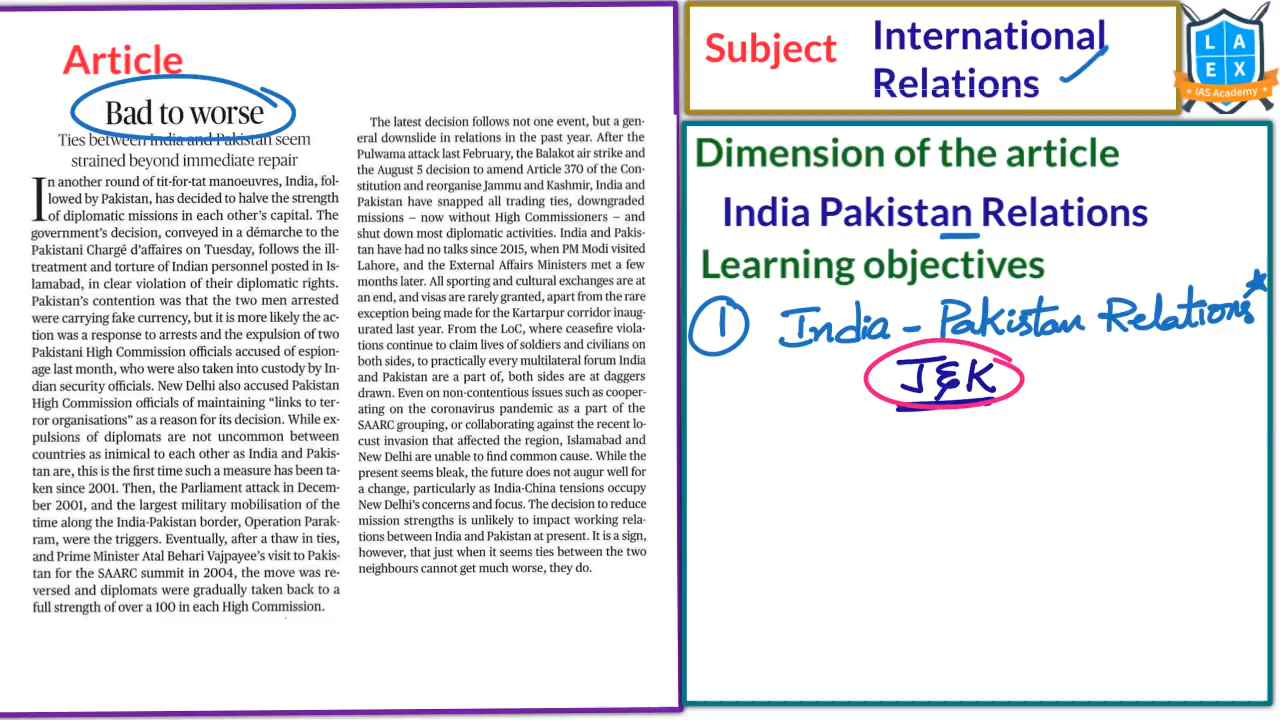 Article
Bad to worse
Ties between India and Pakistan seem
strained beyond immediate repair
In another round of tit-for-tat manoeuvres, India, fol-
lowed by Pakistan, has decided to halve the strength
of diplomatic missions in each other's capital. The
government's decision, conveyed in a démarche to the
Pakistani Chargé d'affaires on Tuesday, follows the ill-
treatment and torture of Indian personnel posted in Is-
lamabad, in clear violation of their diplomatic rights.
Pakistan's contention was that the two men arrested
were carrying fake currency, but it is more likely the ac-
tion was a response to arrests and the expulsion of two
Pakistani High Commission officials accused of espion-
age last month, who were also taken into custody by In-
dian security officials. New Delhi also accused Pakistan
High Commission officials of maintaining “links to ter-
ror organisations” as a reason for its decision. While ex-
pulsions of diplomats are not uncommon between
countries as inimical to each other as India and Pakis-
tan are, this is the first time such a measure has been ta-
ken since 2001. Then, the Parliament attack in Decem-
ber 2001, and the largest military mobilisation of the
time along the India-Pakistan border, Operation Parak-
ram, were the triggers. Eventually, after a thaw in ties,
and Prime Minister Atal Behari Vajpayee's visit to Pakis-
tan for the SAARC summit in 2004, the move was re-
versed and diplomats were gradually taken back to a
full strength of over a 100 in each High Commission.
The latest decision follows not one event, but a gen-
eral downslide in relations in the past year. After the
Pulwama attack last February, the Balakot air strike and
the August 5 decision to amend Article 370 of the Con-
stitution and reorganise Jammu and Kashmir, India and
Pakistan have snapped all trading ties, downgraded
missions – now without High Commissioners – and
shut down most diplomatic activities. India and Pakis-
tan have had no talks since 2015, when PM Modi visited
Lahore, and the External Affairs Ministers met a few
months later. All sporting and cultural exchanges are at
an end, and visas are rarely granted, apart from the rare
exception being made for the Kartarpur corridor inaug-
urated last year. From the LoC, where ceasefire viola-
tions continue to claim lives of soldiers and civilians on
both sides, to practically every multilateral forum India
and Pakistan are a part of, both sides are at daggers
drawn. Even on non-contentious issues such as cooper-
ating on the coronavirus pandemic as a part of the
SAARC grouping, or collaborating against the recent lo-
cust invasion that affected the region, Islamabad and
New Delhi are unable to find common cause. While the
present seems bleak, the future does not augur well for
a change, particularly as India-China tensions occupy
New Delhi's concerns and focus. The decision to reduce
mission strengths is unlikely to impact working rela-
tions between India and Pakistan at present. It is a sign,
however, that just when it seems ties between the two
neighbours cannot get much worse, they do.
Subject
International
Relations
LA
EX
IAS Academy
Dimension of the article
India Pakistan Relations
Learning objectives
1 India - Pakistan Relations
J&K